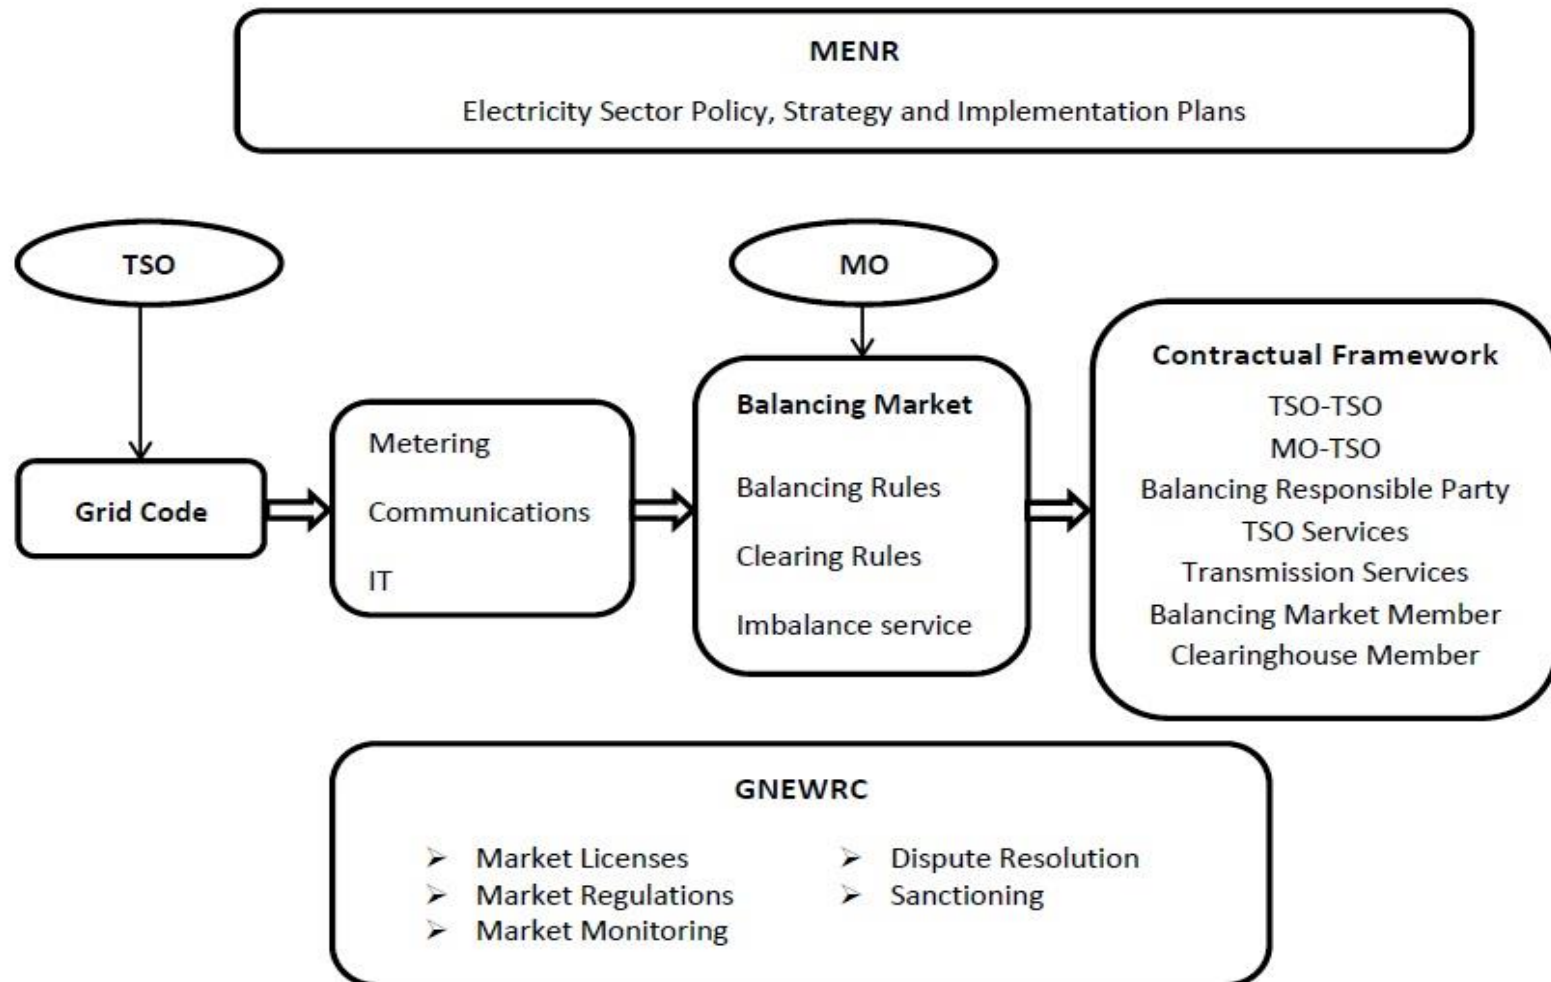 MENR
Electricity Sector Policy, Strategy and Implementation Plans
TSO
MO
Grid Code
Metering
Communications
IT
Balancing Market
Balancing Rules
Clearing Rules
Imbalance service
Contractual Framework
TSO-TSO
MO-TSO
Balancing Responsible Party
TSO Services
Transmission Services
Balancing Market Member
Clearinghouse Member
GNEWRC
Market Licenses
Market Regulations
Market Monitoring
Dispute Resolution
Sanctioning